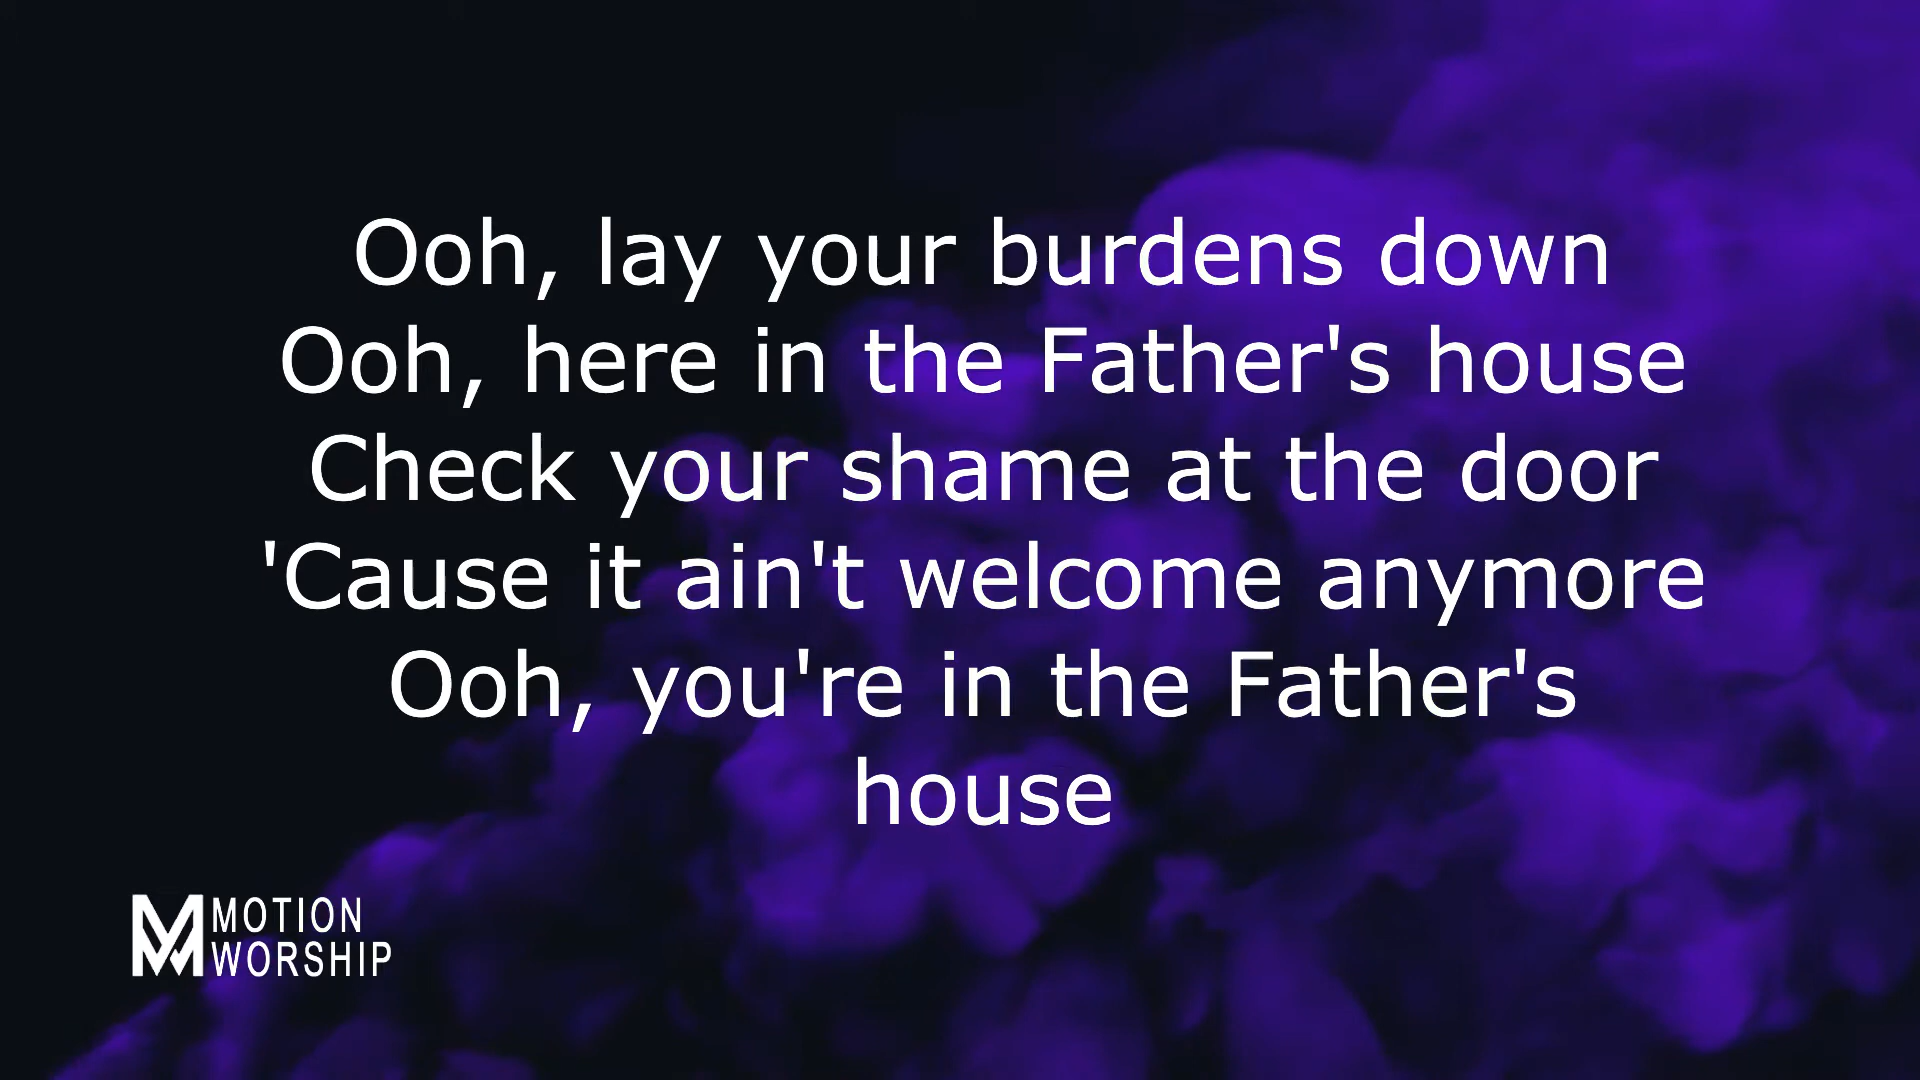 Ooh, lay your burdens down
Ooh, here in the Father's house
Check your shame at the door
'Cause it ain't welcome anymore
Ooh, you're in the Father's
house
MOTION
WORSHIP